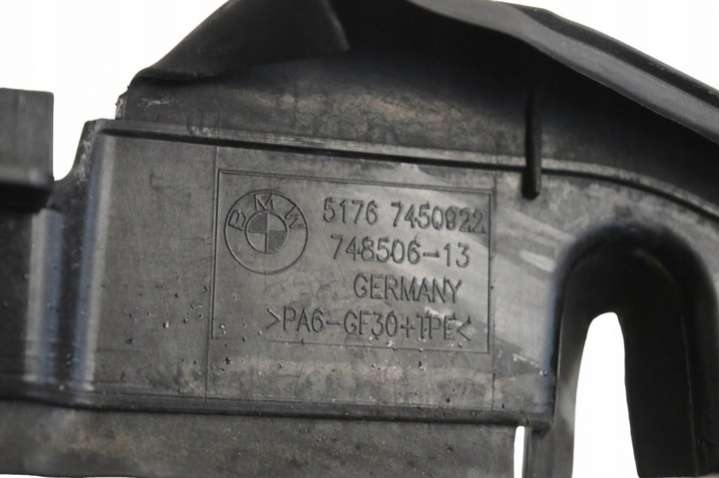 BMW
5176 7450922
748506-13
GERMANY
>PA6-GF30+TPE<